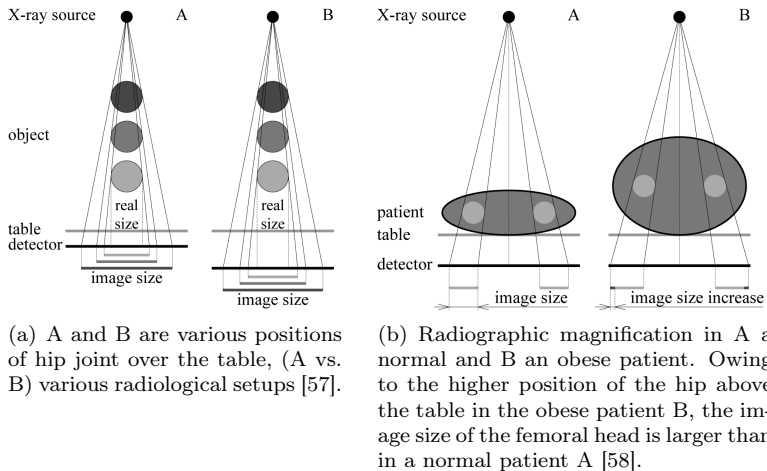 X-ray source A B
object
real size real size
table
detector
image size
image size
(a) A and B are various positions
of hip joint over the table, (A vs.
B) various radiological setups [57].
X-ray source A B
patient
table
detector
image size image size increase
(b) Radiographic magnification in A a
normal and B an obese patient. Owing
to the higher position of the hip above
the table in the obese patient B, the im-
age size of the femoral head is larger than
in a normal patient A [58].